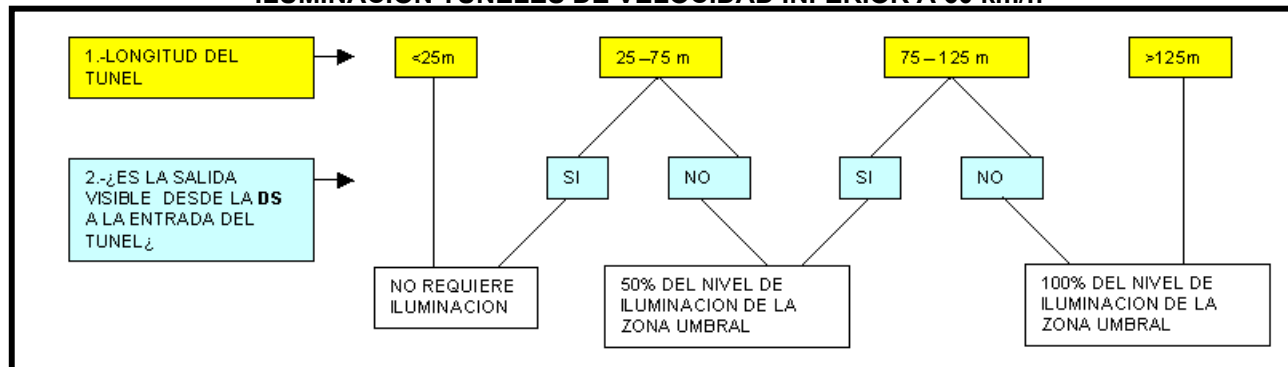 1.-LONGITUD DEL
TUNEL
<25m
25–75 m
75–125 m
>125m
2.-¿ES LA SALIDA
VISIBLE DESDE LA DS
A LA ENTRADA DEL
TUNEL¿
SI
NO
SI
NO
NO REQUIERE
ILUMINACION
50% DEL NIVEL DE
ILUMINACION DE LA
ZONA UMBRAL
100% DEL NIVEL DE
ILUMINACION DE LA
ZONA UMBRAL